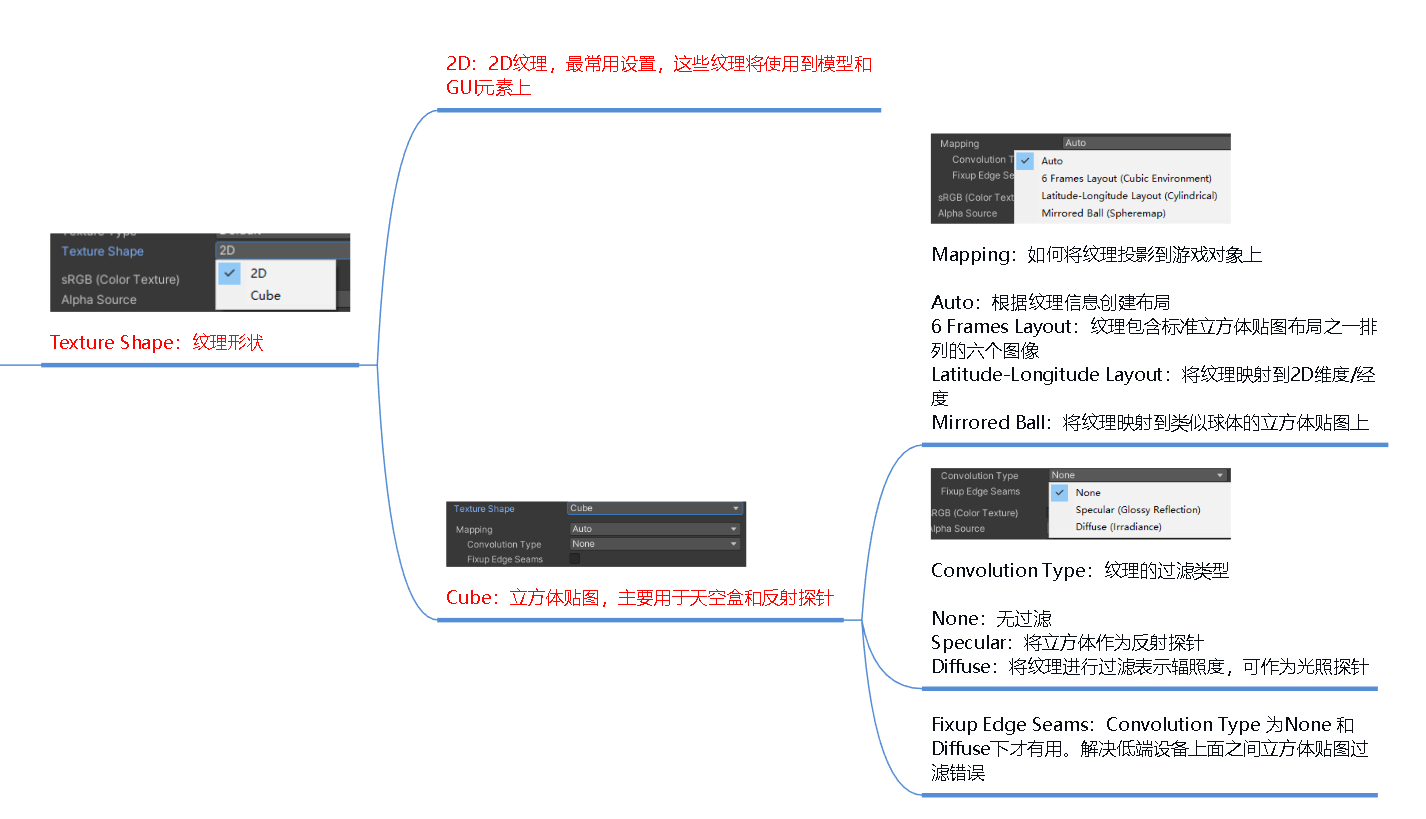 2D：2D纹理，最常用设置，这些纹理将使用到模型和
GUI元素上
Texture Type
Default
Texture Shape
2D
2D
Cube
sRGB (Color Texture)
Alpha Source
Texture Shape：纹理形状
Texture Shape
Cube
Mapping
Auto
Convolution Type
None
Fixup Edge Seams
Cube：立方体贴图，主要用于天空盒和反射探针
Mapping
Auto
Convolution T
Fixup Edge Se
sRGB (Color Text
Alpha Source
Auto
6 Frames Layout (Cubic Environment)
Latitude-Longitude Layout (Cylindrical)
Mirrored Ball (Spheremap)
Mapping：如何将纹理投影到游戏对象上
Auto：根据纹理信息创建布局
6 Frames Layout：纹理包含标准立方体贴图布局之一排
列的六个图像
Latitude-Longitude Layout：将纹理映射到2D维度/经
度
Mirrored Ball：将纹理映射到类似球体的立方体贴图上
Convolution Type
None
Fixup Edge Seams
RGB (Color Texture)
lpha Source
None
Specular (Glossy Reflection)
Diffuse (Irradiance)
Convolution Type：纹理的过滤类型
None：无过滤
Specular：将立方体作为反射探针
Diffuse：将纹理进行过滤表示辐照度，可作为光照探针
Fixup Edge Seams：Convolution Type 为None 和
Diffuse下才有用。解决低端设备上面之间立方体贴图过
滤错误